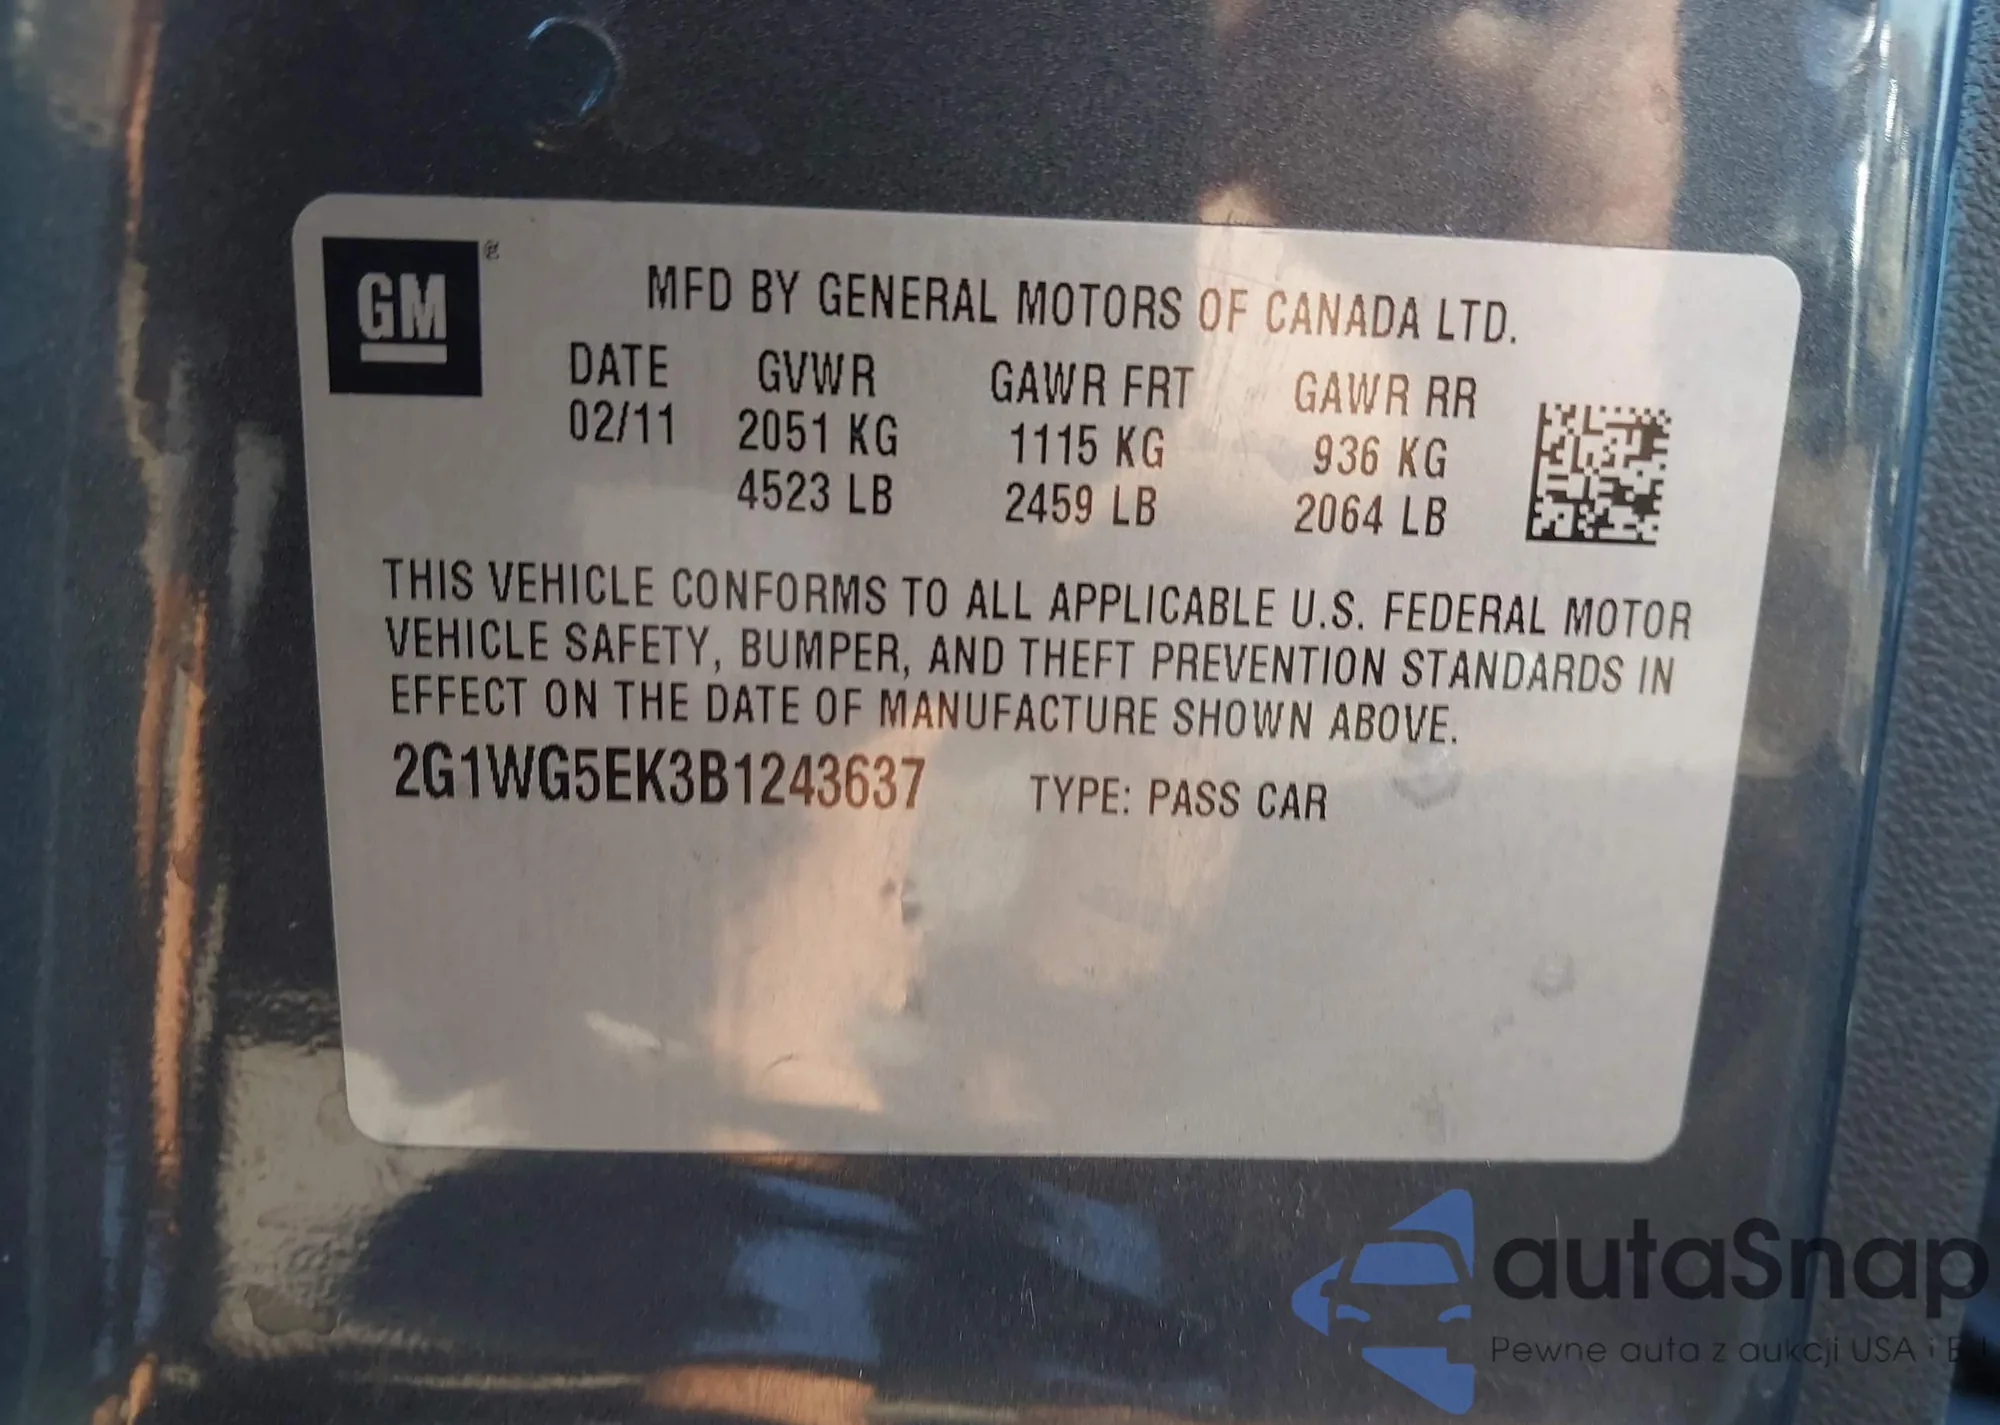 GM
MFD BY GENERAL MOTORS OF CANADA LTD.
DATE GVWR GAWR FRT GAWR RR
02/11 2051 KG 1115 KG 936 KG
4523 LB 2459 LB 2064 LB
THIS VEHICLE CONFORMS TO ALL APPLICABLE U.S. FEDERAL MOTOR
VEHICLE SAFETY, BUMPER, AND THEFT PREVENTION STANDARDS IN
EFFECT ON THE DATE OF MANUFACTURE SHOWN ABOVE.
2G1WG5EK3B1243637 TYPE: PASS CAR
autaSnap
Pewne auta z aukcji USA i